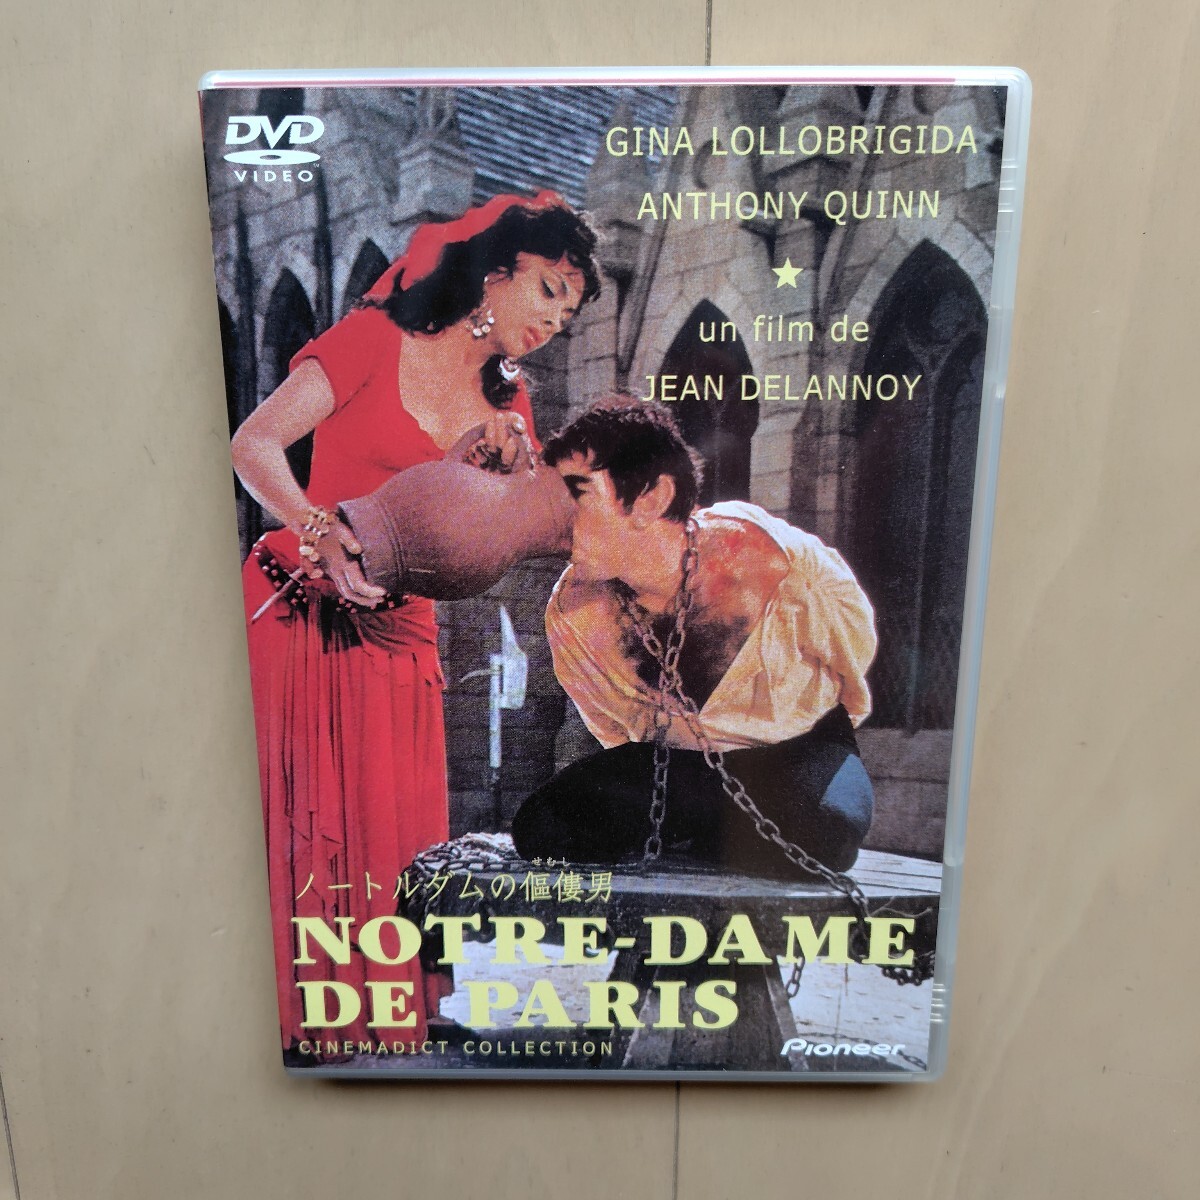 DVD
VIDEO
GINA LOLLOBRIGIDA
ANTHONY QUINN
★
un film de
JEAN DELANNOY
せむし
ノートルダムの傴僂男
NOTRE-DAME
DE PARIS
CINEMADICT COLLECTION
Pioneer